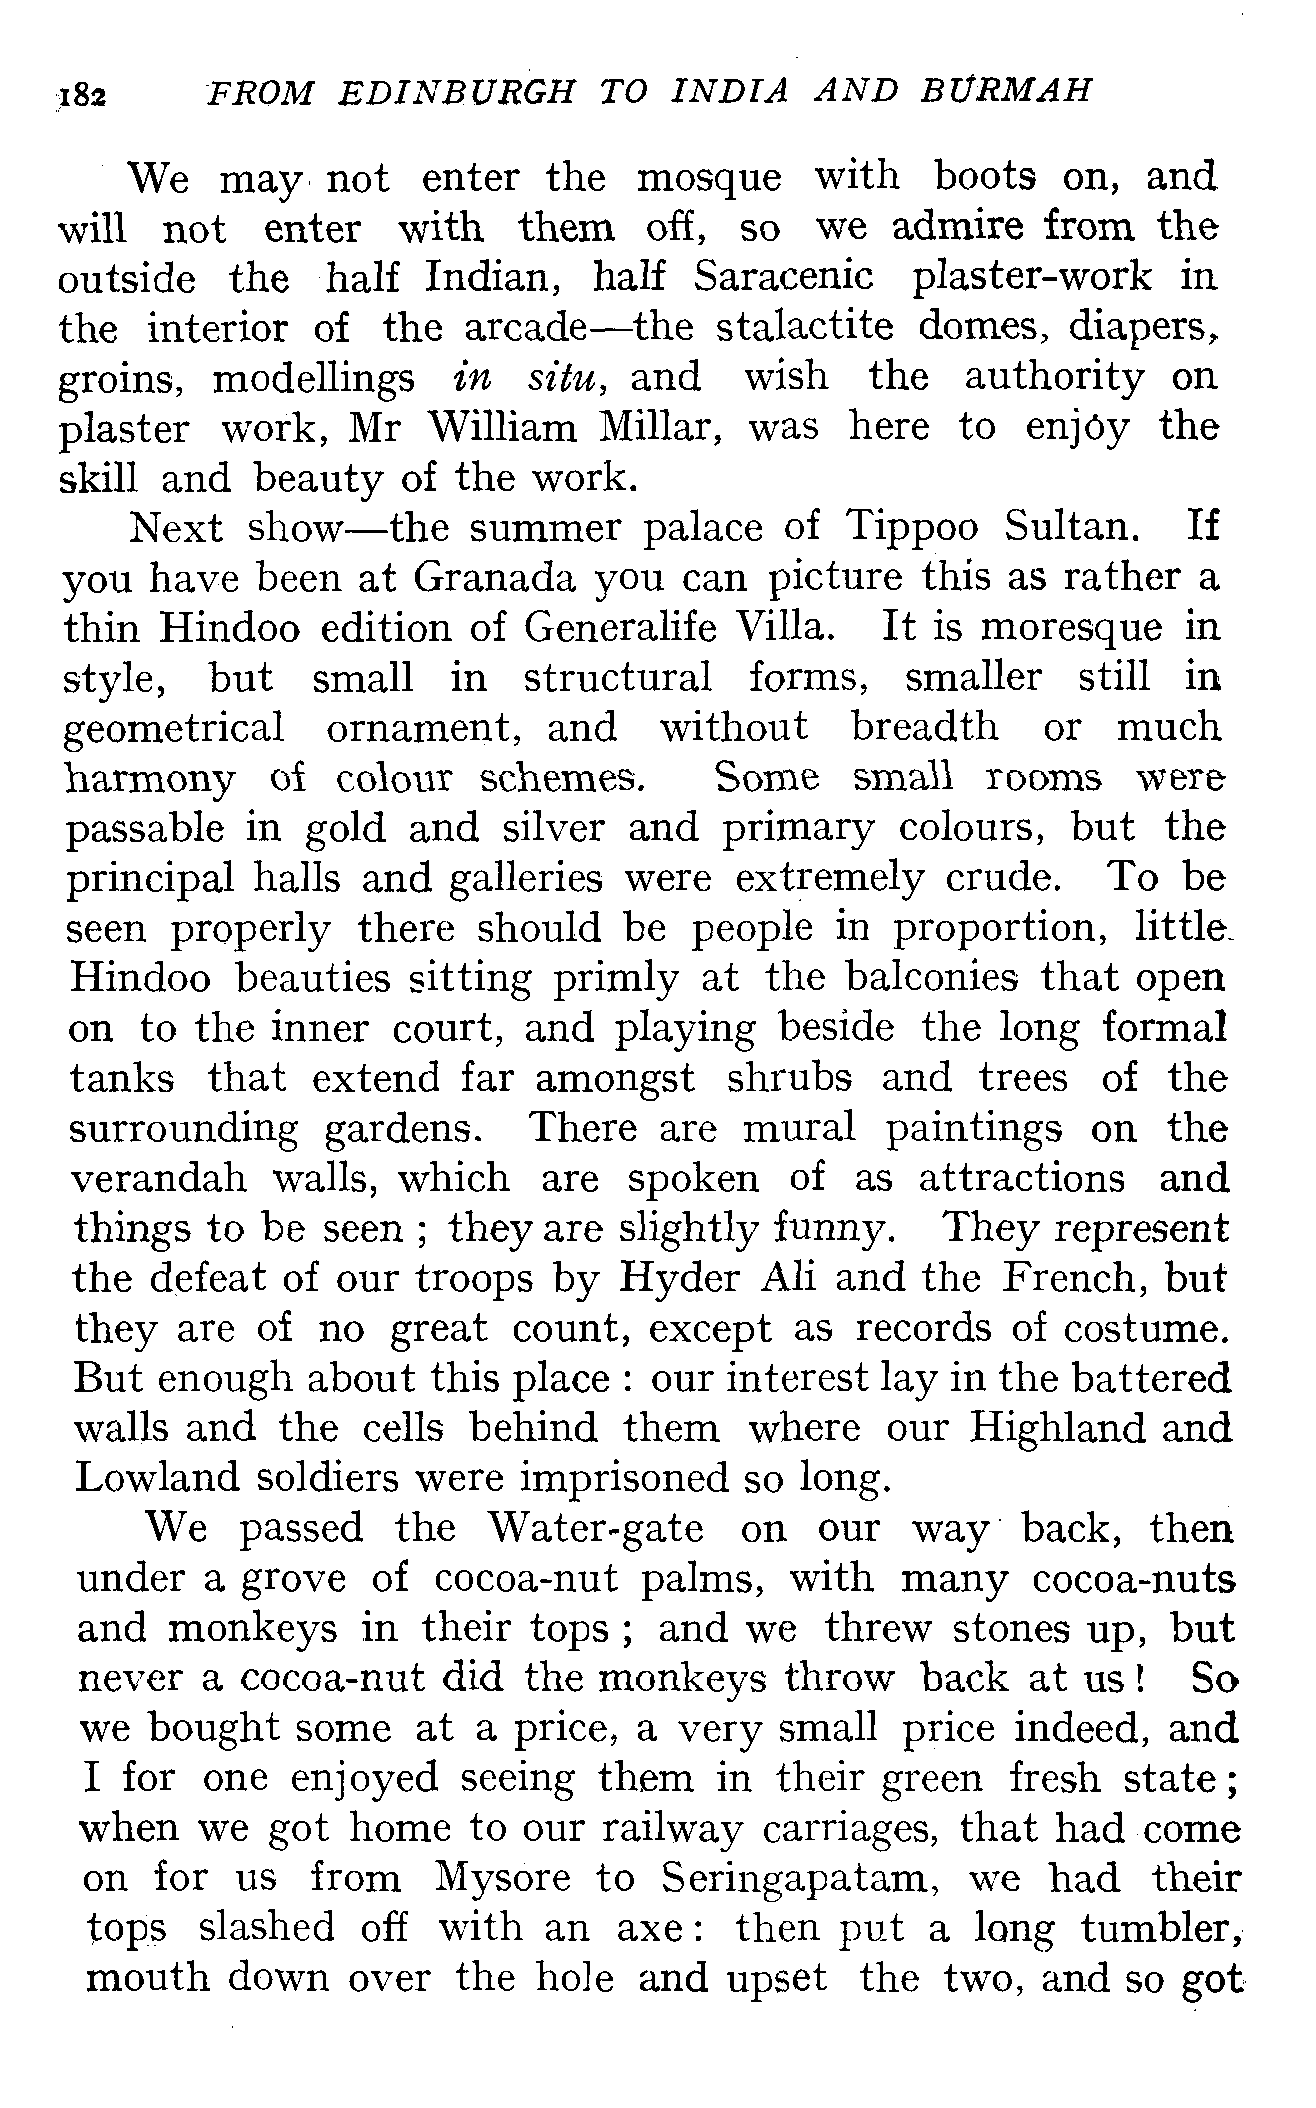 182 FROM EDINBURGH TO INDIA AND BURMAH
We may not enter the mosque with boots on, and
will not enter with them off, so we admire from the
outside the half Indian, half Saracenic plaster-work in
the interior of the arcade—the stalactite domes, diapers,
groins, modellings in situ, and wish the authority on
plaster work, Mr William Millar, was here to enjoy the
skill and beauty of the work.
Next show—the summer palace of Tippoo Sultan. If
you have been at Granada you can picture this as rather a
thin Hindoo edition of Generalife Villa. It is moresque in
style, but small in structural forms, smaller still in
geometrical ornament, and without breadth or much
harmony of colour schemes. Some small rooms were
passable in gold and silver and primary colours, but the
principal halls and galleries were extremely crude. To be
seen properly there should be people in proportion, little
Hindoo beauties sitting primly at the balconies that open
on to the inner court, and playing beside the long formal
tanks that extend far amongst shrubs and trees of the
surrounding gardens. There are mural paintings on the
verandah walls, which are spoken of as attractions and
things to be seen ; they are slightly funny. They represent
the defeat of our troops by Hyder Ali and the French, but
they are of no great count, except as records of costume.
But enough about this place : our interest lay in the battered
walls and the cells behind them where our Highland and
Lowland soldiers were imprisoned so long.
We passed the Water-gate on our way back, then
under a grove of cocoa-nut palms, with many cocoa-nuts
and monkeys in their tops ; and we threw stones up, but
never a cocoa-nut did the monkeys throw back at us ! So
we bought some at a price, a very small price indeed, and
I for one enjoyed seeing them in their green fresh state ;
when we got home to our railway carriages, that had come
on for us from Mysore to Seringapatam, we had their
tops slashed off with an axe : then put a long tumbler,
mouth down over the hole and upset the two, and so got